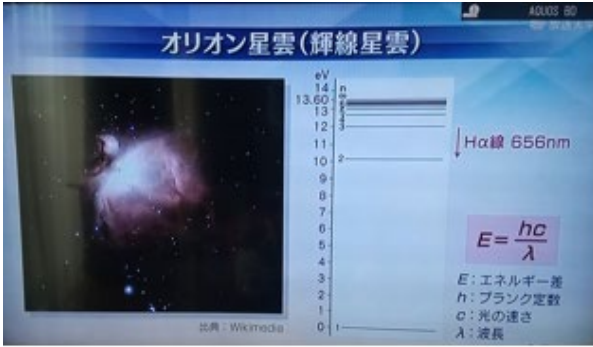 AQUOS BD
オリオン星雲(輝線星雲)
eV
14
n
∞
13.60
13
12
3
11
10
2
9
8
7
6
5
4
3
2
1
0
1
Hα線 656nm
E=hc/λ
E:エネルギー差
h:プランク定数
c:光の速さ
λ:波長
出典:Wikimedia